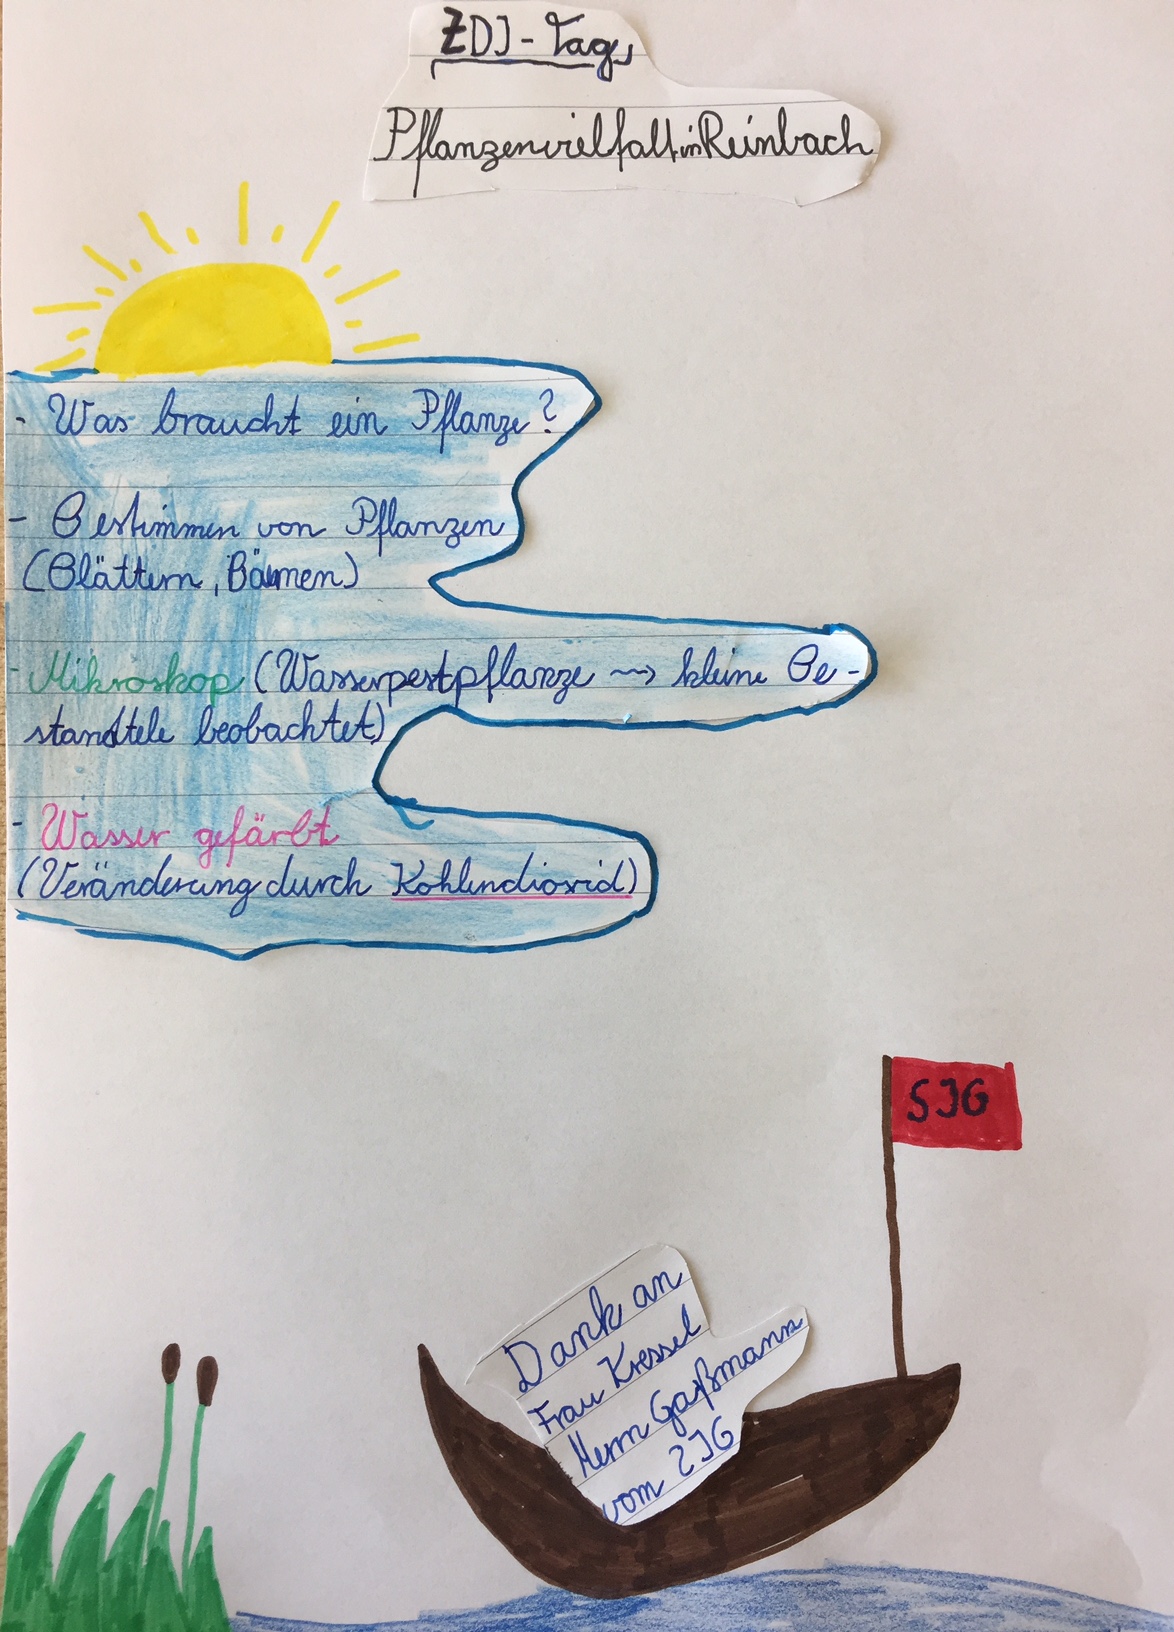 ZDI-Tag,
Pflanzenvielfalt in Reinbach
- Was braucht ein Pflanze?
- Bestimmen von Pflanzen
(Blättern, Bäumen)
- Mikroskop (Wasserpestpflanze ⇝ kleine Be-
standtele beobachtet)
- Wasser gefärbt
(Veränderung durch Kohlendioxid)
SJG
Dank an
Frau Kressel
Herrn Gaßmann
vom SJG